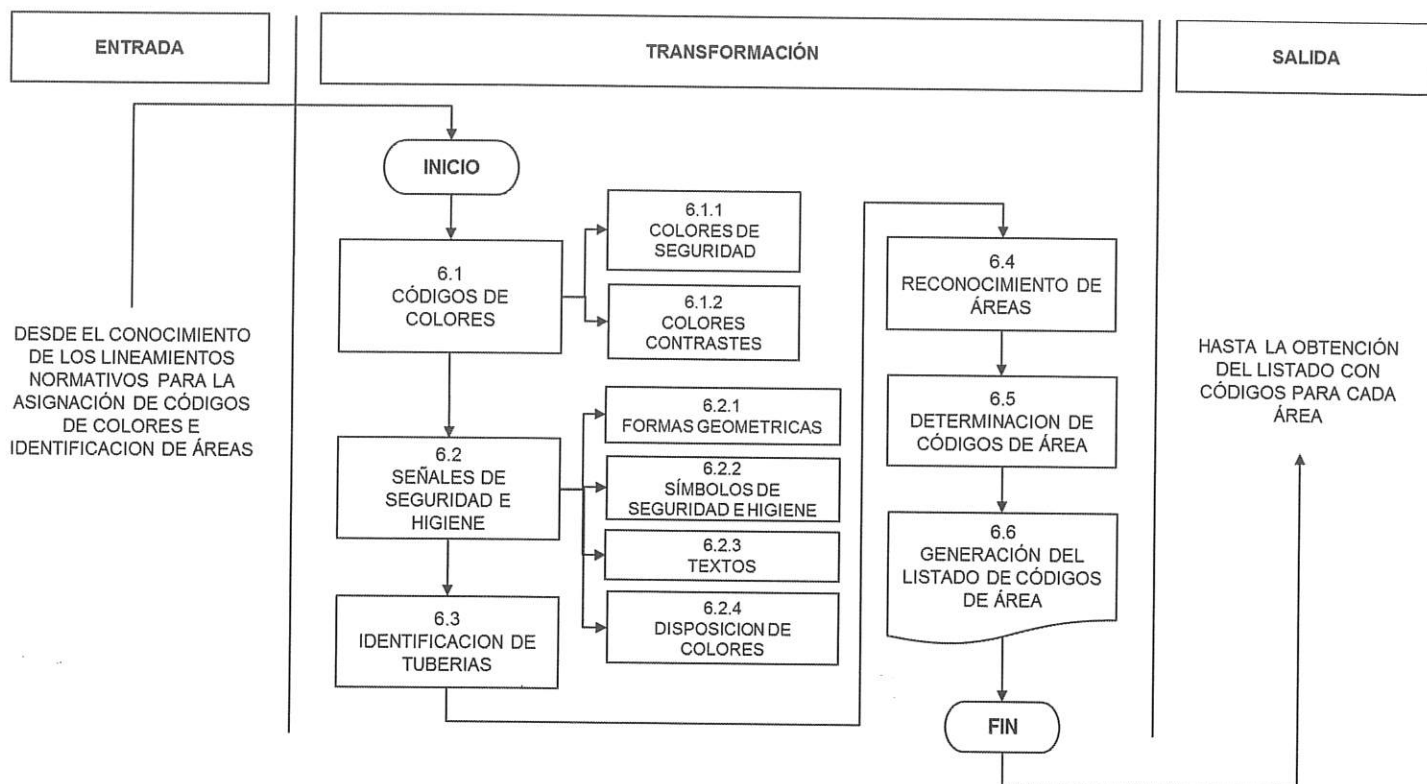 ENTRADA
TRANSFORMACIÓN
SALIDA
DESDE EL CONOCIMIENTO
DE LOS LINEAMIENTOS
NORMATIVOS PARA LA
ASIGNACIÓN DE CÓDIGOS
DE COLORES E
IDENTIFICACION DE ÁREAS
INICIO
6.1
CÓDIGOS DE
COLORES
6.1.1
COLORES DE
SEGURIDAD
6.1.2
COLORES
CONTRASTES
6.2
SEÑALES DE
SEGURIDAD E
HIGIENE
6.2.1
FORMAS GEOMETRICAS
6.2.2
SÍMBOLOS DE
SEGURIDAD E HIGIENE
6.2.3
TEXTOS
6.2.4
DISPOSICION DE
COLORES
6.3
IDENTIFICACION DE
TUBERIAS
6.4
RECONOCIMIENTO DE
ÁREAS
6.5
DETERMINACION DE
CÓDIGOS DE ÁREA
6.6
GENERACIÓN DEL
LISTADO DE CÓDIGOS
DE ÁREA
FIN
HASTA LA OBTENCIÓN
DEL LISTADO CON
CÓDIGOS PARA CADA
ÁREA